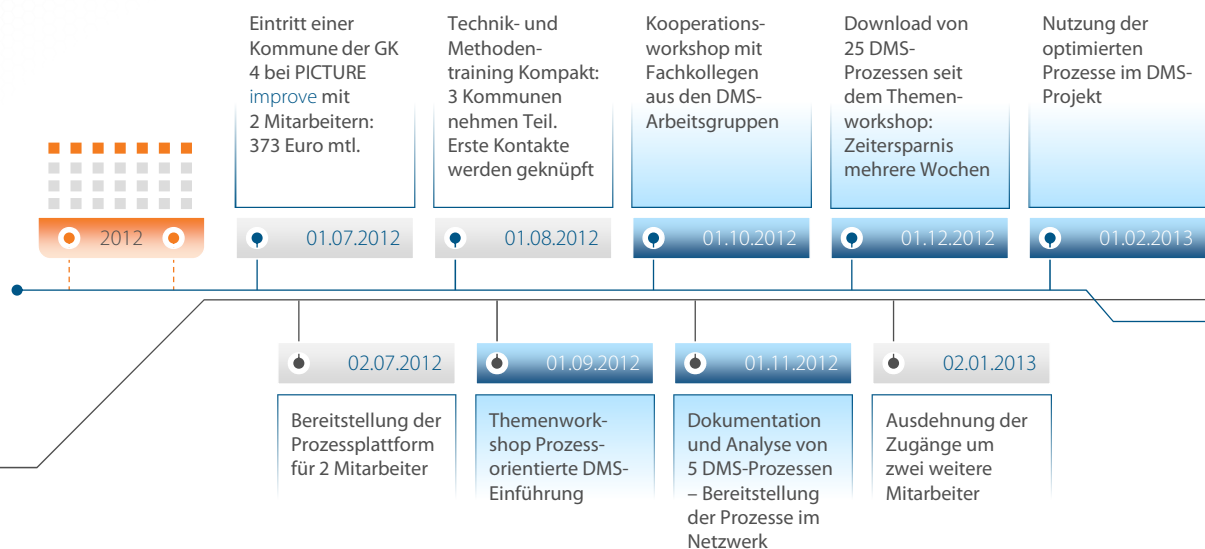 Eintritt einer
Kommune der GK
4 bei PICTURE
improve mit
2 Mitarbeitern:
373 Euro mtl.
Technik- und
Methoden-
training Kompakt:
3 Kommunen
nehmen Teil.
Erste Kontakte
werden geknüpft
Kooperations-
workshop mit
Fachkollegen
aus den DMS-
Arbeitsgruppen
Download von
25 DMS-
Prozessen seit
dem Themen-
workshop:
Zeitersparnis
mehrere Wochen
Nutzung der
optimierten
Prozesse im DMS-
Projekt
2012
01.07.2012
01.08.2012
01.10.2012
01.12.2012
01.02.2013
02.07.2012
01.09.2012
01.11.2012
02.01.2013
Bereitstellung der
Prozessplattform
für 2 Mitarbeiter
Themenwork-
shop Prozess-
orientierte DMS-
Einführung
Dokumentation
und Analyse von
5 DMS-Prozessen
– Bereitstellung
der Prozesse im
Netzwerk
Ausdehnung der
Zugänge um
zwei weitere
Mitarbeiter